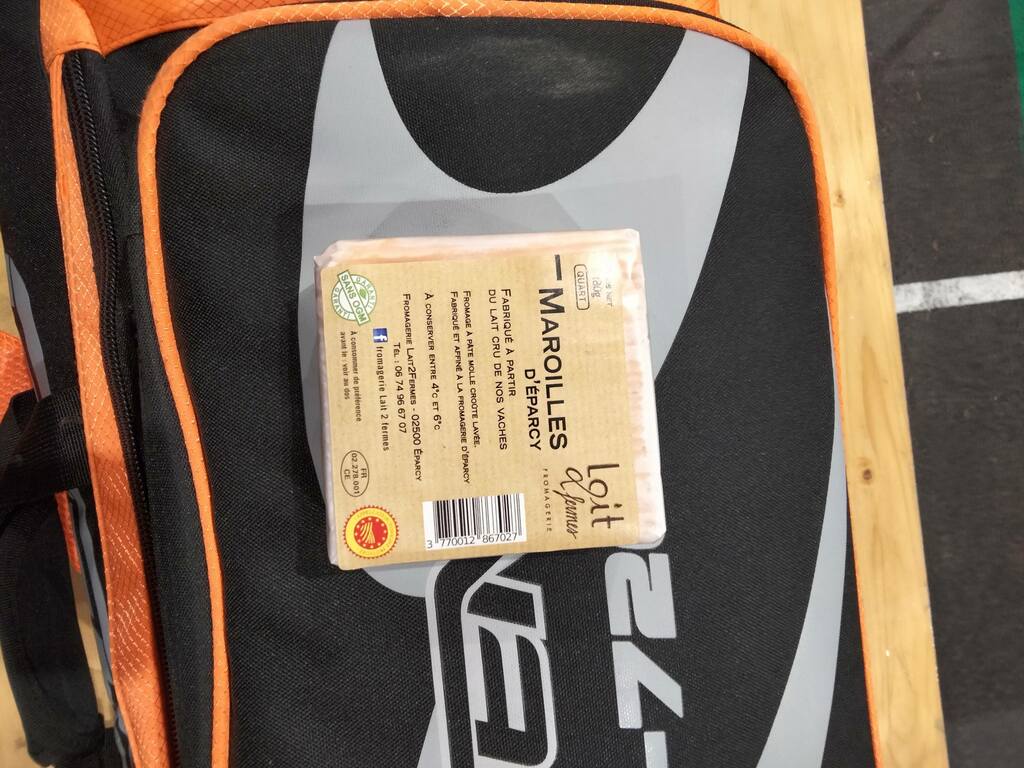 QUART
180g
MAROILLES
D'ÉPARCY
FABRIQUÉ À PARTIR
DU LAIT CRU DE NOS VACHES
FROMAGE À PÂTE MOLLE CROÛTE LAVÉE.
FABRIQUÉ ET AFFINÉ À LA FROMAGERIE D'ÉPARCY
À CONSERVER ENTRE 4°C ET 6°C
FROMAGERIE LAIT2FERMES - 02500 ÉPARCY
TÉL : 06 74 96 67 07
fromagerie Lait 2 fermes
À consommer de préférence
avant le : voir au dos
GARANTI
SANS OGM
GARANTI
Lait
2 fermes
FROMAGERIE
3 770012 867027
FR
02.278.001
CE